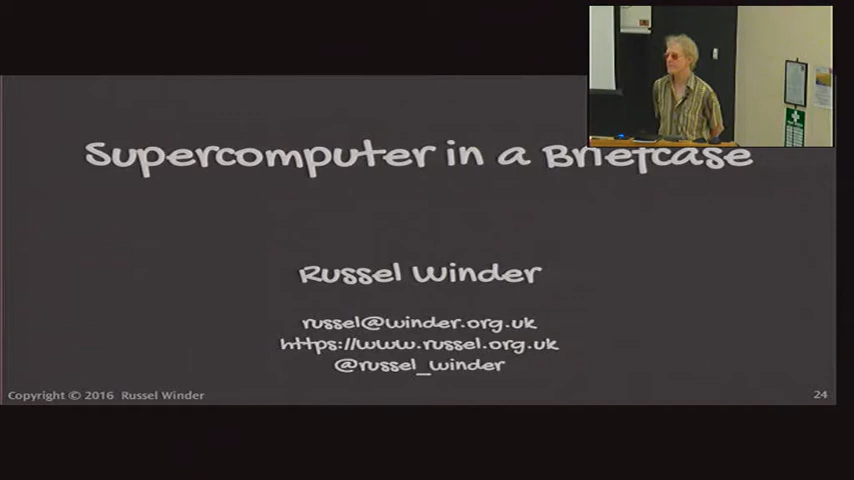 Supercomputer in a Briefcase
Russel Winder
russel@winder.org.uk
https://www.russel.org.uk
@russel_winder
Copyright © 2016 Russel Winder
24